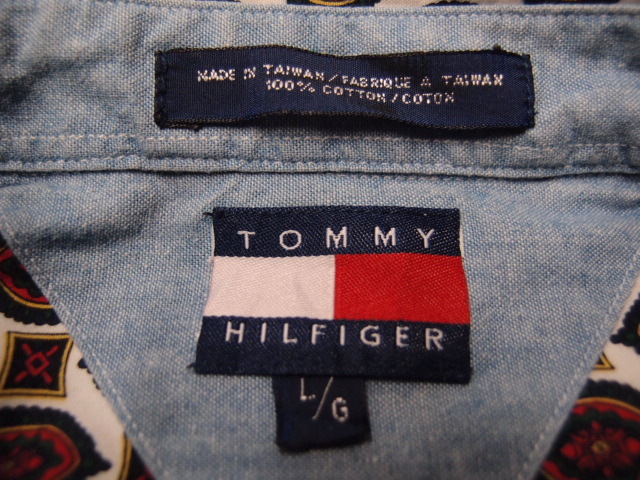 MADE IN TAIWAN / FABRIQUE A TAIWAN
100% COTTON / COTON
TOMMY
HILFIGER
L/G